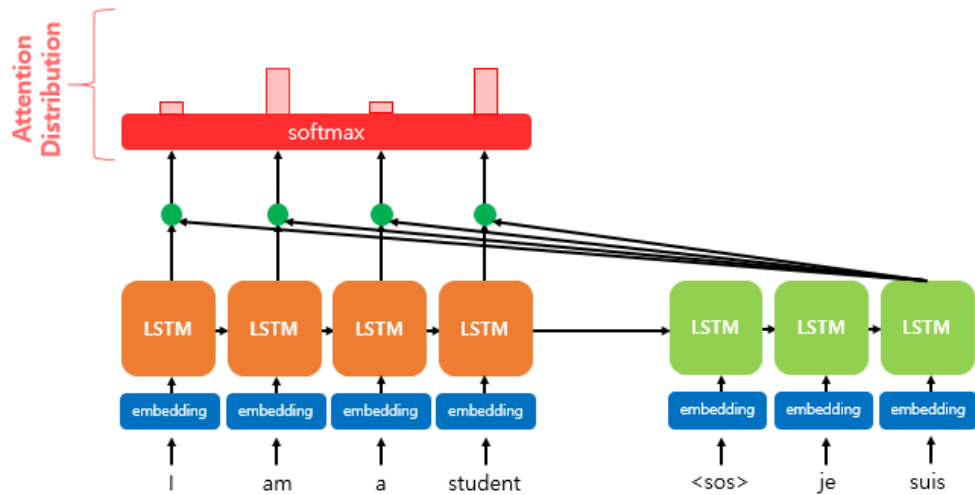 Attention
Distribution
softmax
LSTM LSTM LSTM LSTM LSTM LSTM LSTM
embedding embedding embedding embedding embedding embedding embedding
I am a student <sos> je suis